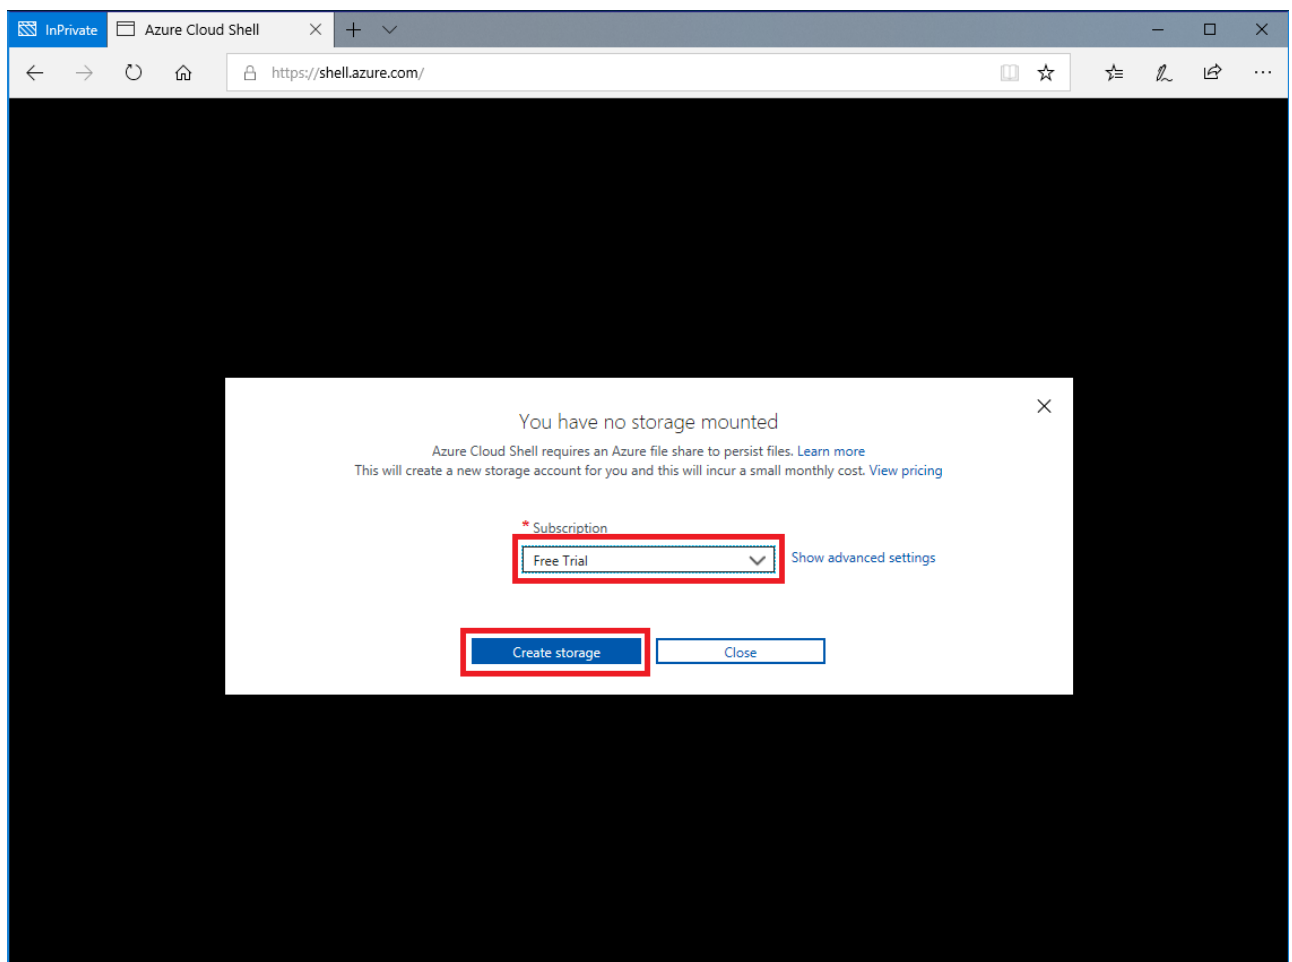 InPrivate Azure Cloud Shell
https://shell.azure.com/
You have no storage mounted
Azure Cloud Shell requires an Azure file share to persist files. Learn more
This will create a new storage account for you and this will incur a small monthly cost. View pricing
* Subscription
Free Trial
Show advanced settings
Create storage
Close